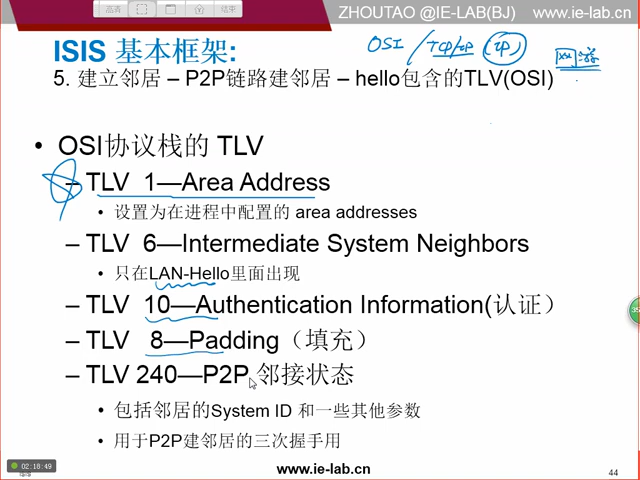 品茗
结束
ZHOUTAO @IE-LAB(BJ)
www.ie-lab.cn
ISIS 基本框架:
OSI / TCP/IP IP
5. 建立邻居 – P2P链路建邻居 – hello包含的TLV(OSI)
• OSI协议栈的 TLV
– TLV 1—Area Address
• 设置为在进程中配置的 area addresses
– TLV 6—Intermediate System Neighbors
• 只在LAN-Hello里面出现
– TLV 10—Authentication Information(认证）
– TLV 8—Padding（填充）
– TLV 240—P2P 邻接状态
• 包括邻居的System ID 和一些其他参数
• 用于P2P建邻居的三次握手用
02:18:49
www.ie-lab.cn
44